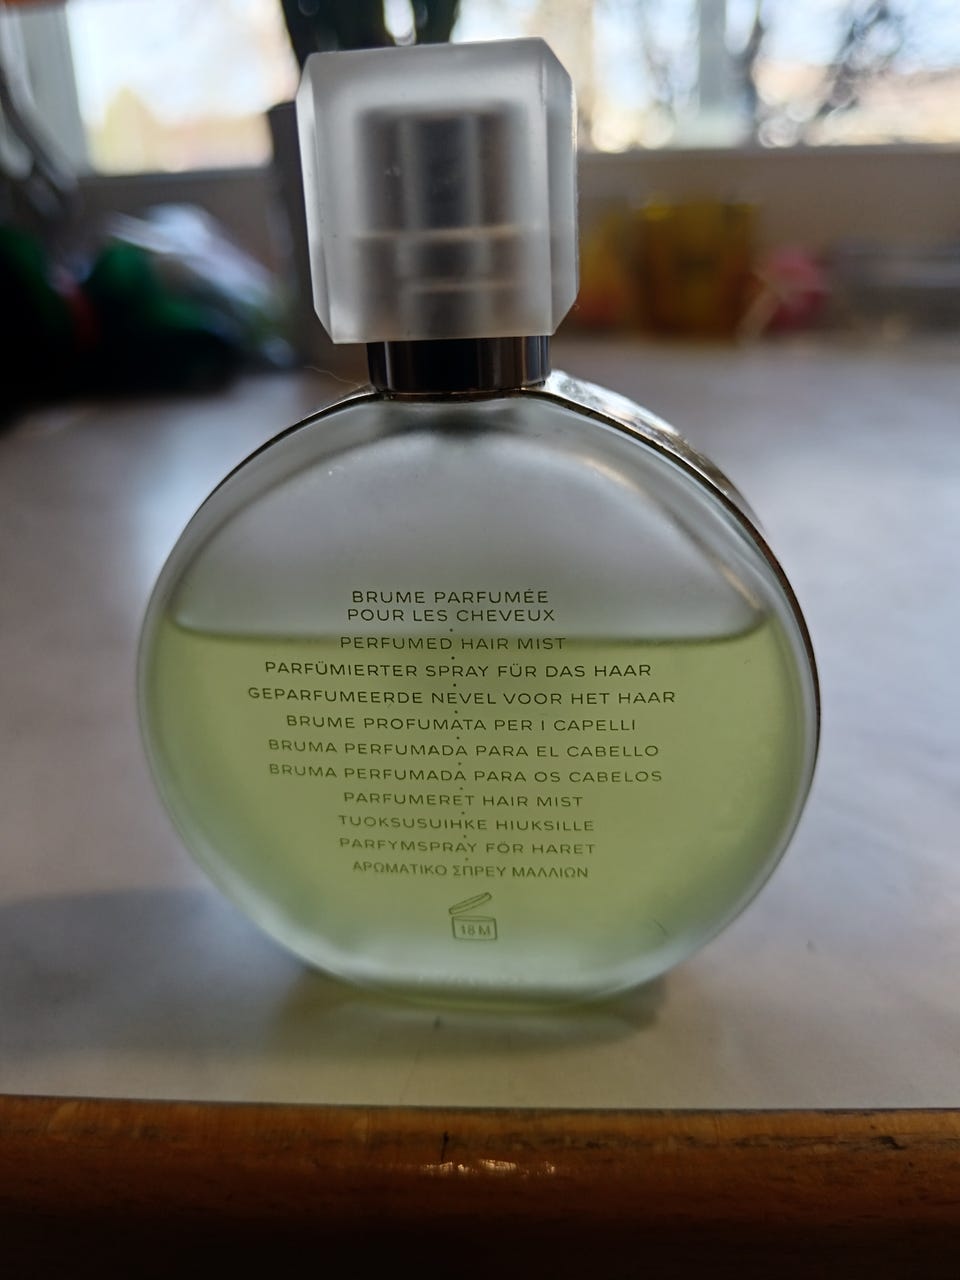 BRUME PARFUMÉE
POUR LES CHEVEUX
PERFUMED HAIR MIST
PARFÜMIERTER SPRAY FÜR DAS HAAR
GEPARFUMEERDE NEVEL VOOR HET HAAR
BRUME PROFUMATA PER I CAPELLI
BRUMA PERFUMADA PARA EL CABELLO
BRUMA PERFUMADA PARA OS CABELOS
PARFUMERET HAIR MIST
TUOKSUSUIHKE HIUKSILLE
PARFYMSPRAY FÖR HÅRET
ΑΡΩΜΑΤΙΚΟ ΣΠΡΕΥ ΜΑΛΛΙΩΝ
18M